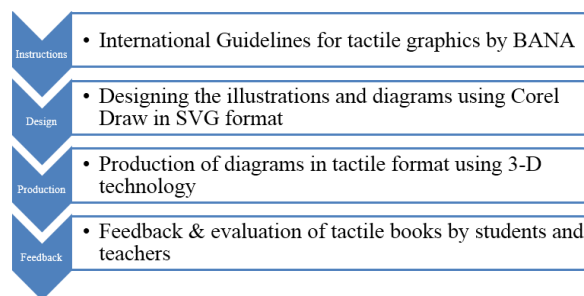 Instructions
• International Guidelines for tactile graphics by BANA
Design
• Designing the illustrations and diagrams using Corel
Draw in SVG format
Production
• Production of diagrams in tactile format using 3-D
technology
Feedback
• Feedback & evaluation of tactile books by students and
teachers